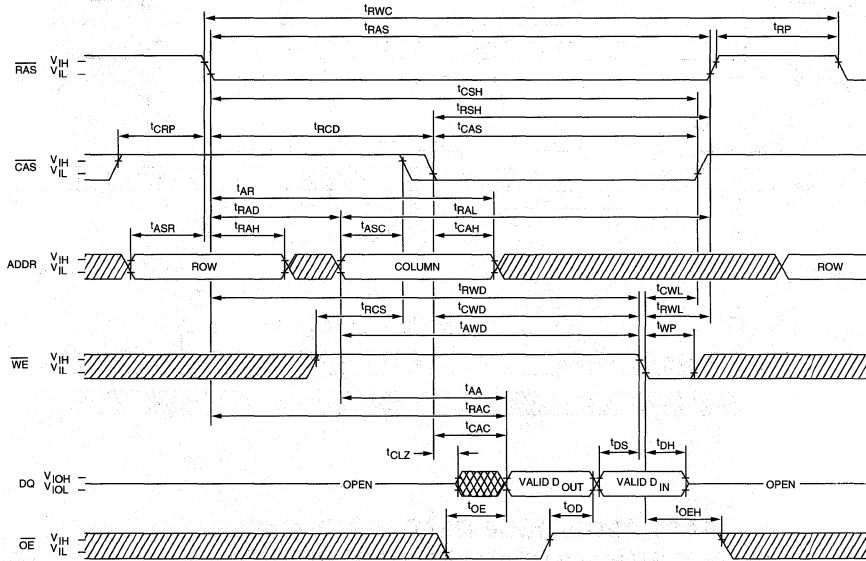 tRWC
tRAS
tRP
RAS VIH
VIL
tCSH
tRSH
tCRP
tRCD
tCAS
CAS VIH
VIL
tAR
tRAD
tRAL
tASR
tRAH
tASC
tCAH
ADDR VIH
VIL
ROW
COLUMN
ROW
tRWD
tCWL
tRCS
tCWD
tRWL
tAWD
tWP
WE VIH
VIL
tAA
tRAC
tCAC
tCLZ
tDS
tDH
DQ VIOH
VIOL
OPEN
VALID DOUT
VALID DIN
OPEN
tOE
tOD
tOEH
OE VIH
VIL